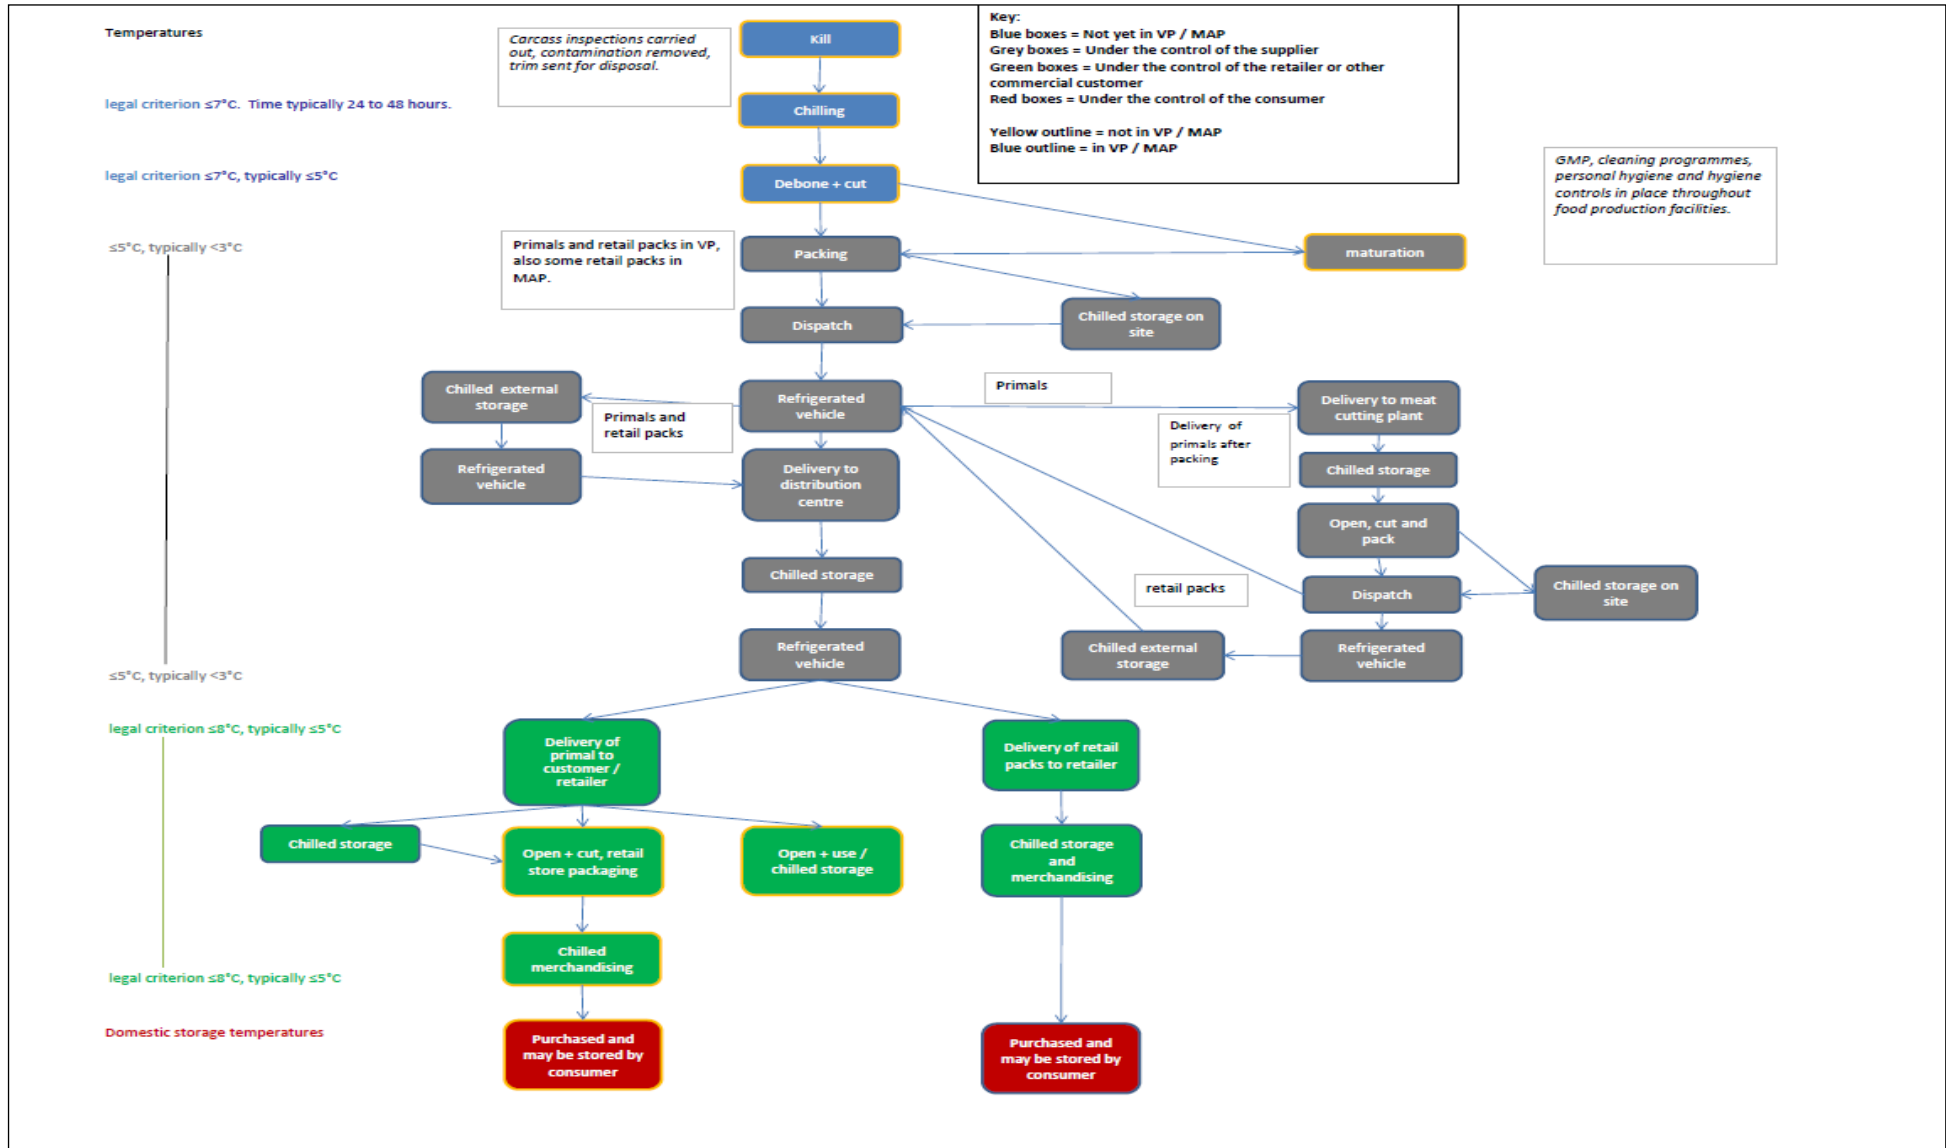 Temperatures
Carcass inspections carried
out, contamination removed,
trim sent for disposal.
Kill
Key:
Blue boxes = Not yet in VP / MAP
Grey boxes = Under the control of the supplier
Green boxes = Under the control of the retailer or other
commercial customer
Red boxes = Under the control of the consumer
Yellow outline = not in VP / MAP
Blue outline = in VP / MAP
legal criterion ≤7°C. Time typically 24 to 48 hours.
Chilling
legal criterion ≤7°C, typically ≤5°C
Debone + cut
GMP, cleaning programmes,
personal hygiene and hygiene
controls in place throughout
food production facilities.
≤5°C, typically <3°C
Primals and retail packs in VP,
also some retail packs in
MAP.
Packing
maturation
Dispatch
Chilled storage on
site
Chilled external
storage
Primals and
retail packs
Refrigerated
vehicle
Primals
Delivery to meat
cutting plant
Delivery of
primals after
packing
Refrigerated
vehicle
Delivery to
distribution
centre
Chilled storage
Open, cut and
pack
Chilled storage
retail packs
Dispatch
Chilled storage on
site
Refrigerated
vehicle
Chilled external
storage
Refrigerated
vehicle
≤5°C, typically <3°C
legal criterion ≤8°C, typically ≤5°C
Delivery of
primal to
customer /
retailer
Delivery of retail
packs to retailer
Chilled storage
Open + cut, retail
store packaging
Open + use /
chilled storage
Chilled storage
and
merchandising
Chilled
merchandising
legal criterion ≤8°C, typically ≤5°C
Domestic storage temperatures
Purchased and
may be stored by
consumer
Purchased and
may be stored by
consumer